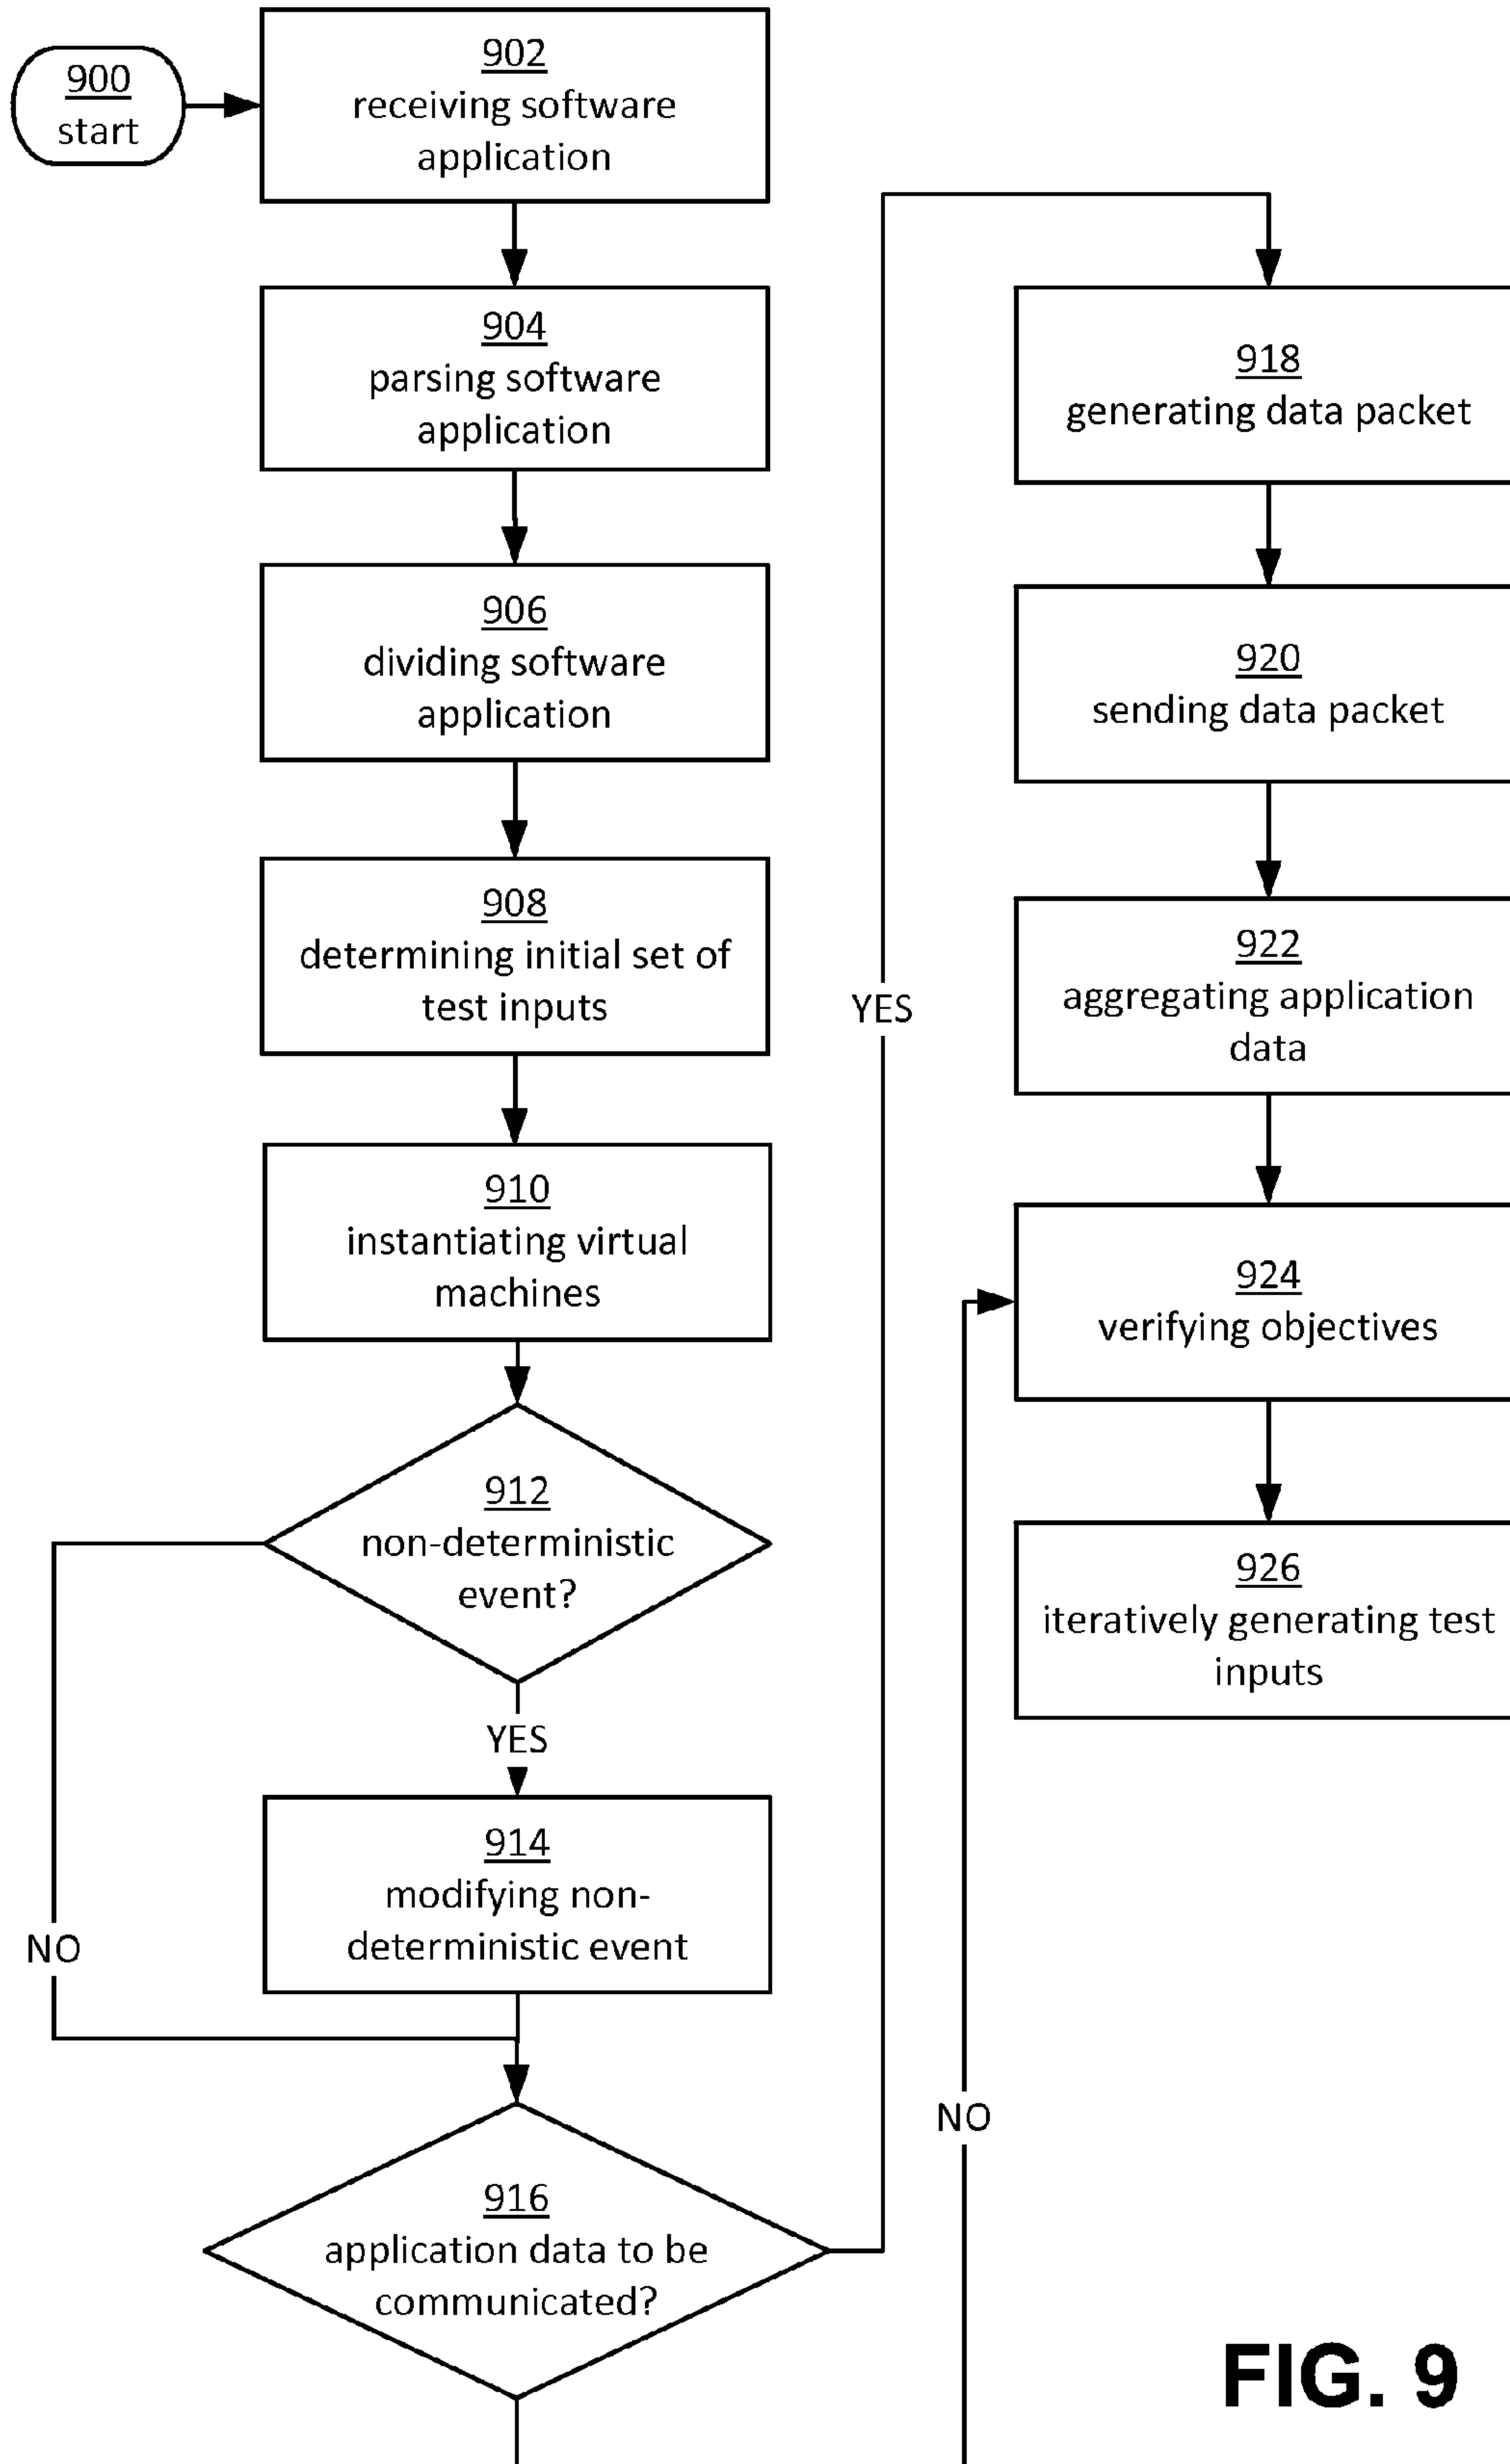 900
start
902
receiving software
application
904
parsing software
application
906
dividing software
application
908
determining initial set of
test inputs
910
instantiating virtual
machines
912
non-deterministic
event?
YES
914
modifying non-
deterministic event
NO
916
application data to be
communicated?
YES
918
generating data packet
920
sending data packet
922
aggregating application
data
924
verifying objectives
926
iteratively generating test
inputs
NO
FIG. 9